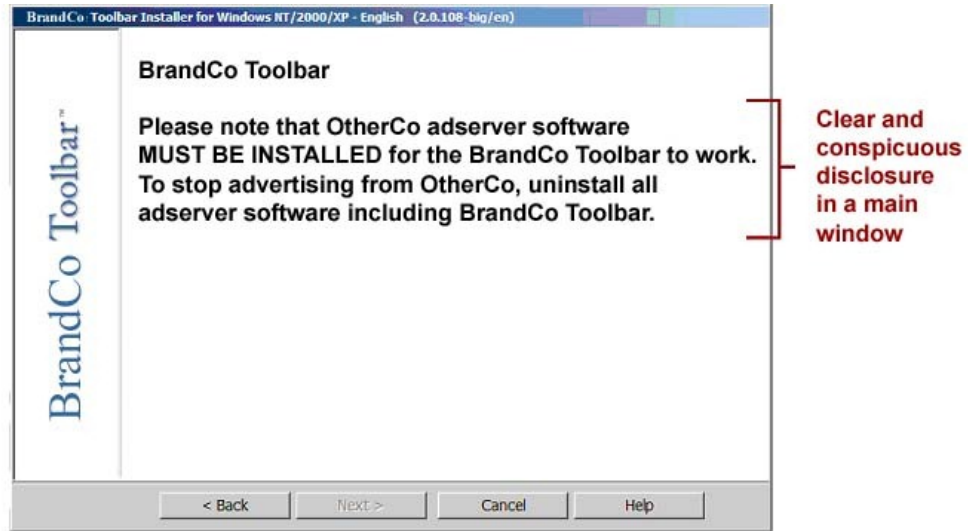 BrandCo Toolbar Installer for Windows NT/2000/XP - English (2.0.108-big/en)
BrandCo Toolbar™
BrandCo Toolbar
Please note that OtherCo adserver software
MUST BE INSTALLED for the BrandCo Toolbar to work.
To stop advertising from OtherCo, uninstall all
adserver software including BrandCo Toolbar.
Clear and
conspicuous
disclosure
in a main
window
< Back
Next >
Cancel
Help